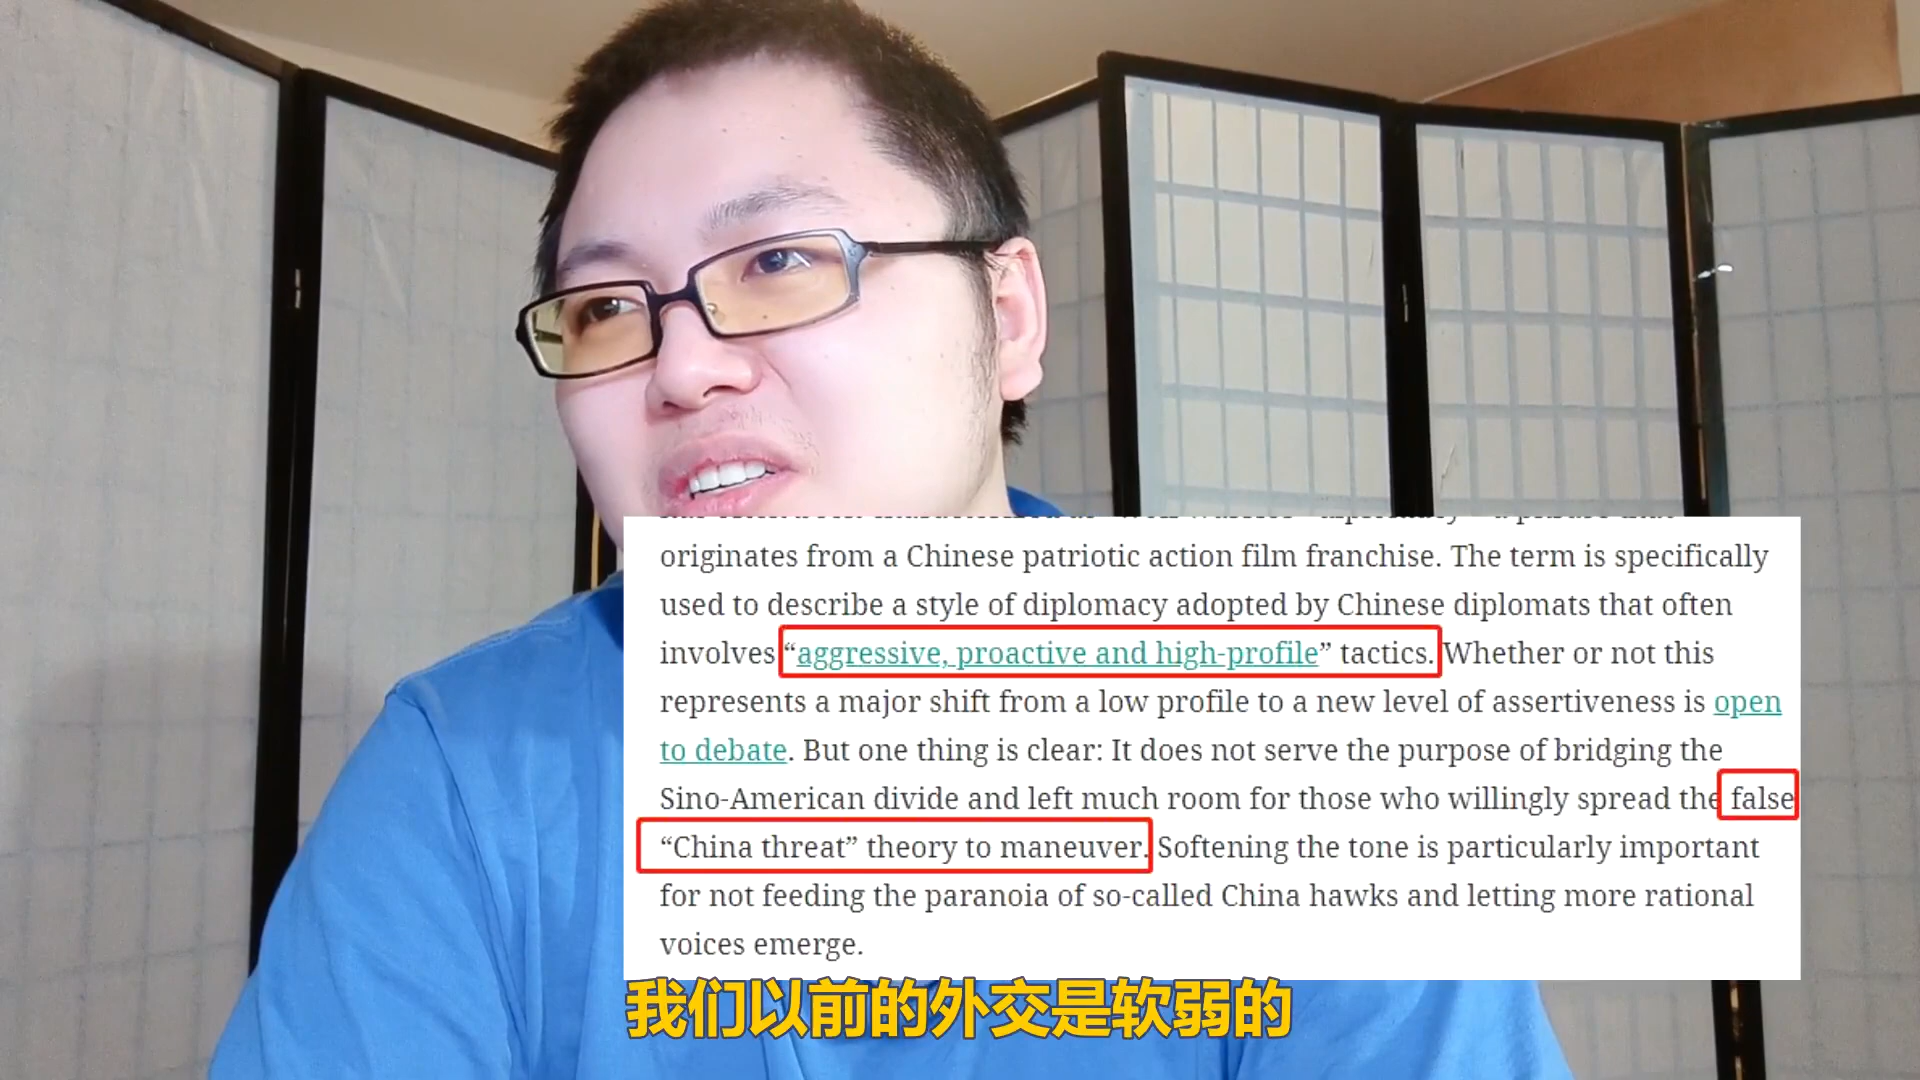 originates from a Chinese patriotic action film franchise. The term is specifically
used to describe a style of diplomacy adopted by Chinese diplomats that often
involves “aggressive, proactive and high-profile” tactics. Whether or not this
represents a major shift from a low profile to a new level of assertiveness is open
to debate. But one thing is clear: It does not serve the purpose of bridging the
Sino-American divide and left much room for those who willingly spread the false
“China threat” theory to maneuver. Softening the tone is particularly important
for not feeding the paranoia of so-called China hawks and letting more rational
voices emerge.
我们以前的外交是软弱的